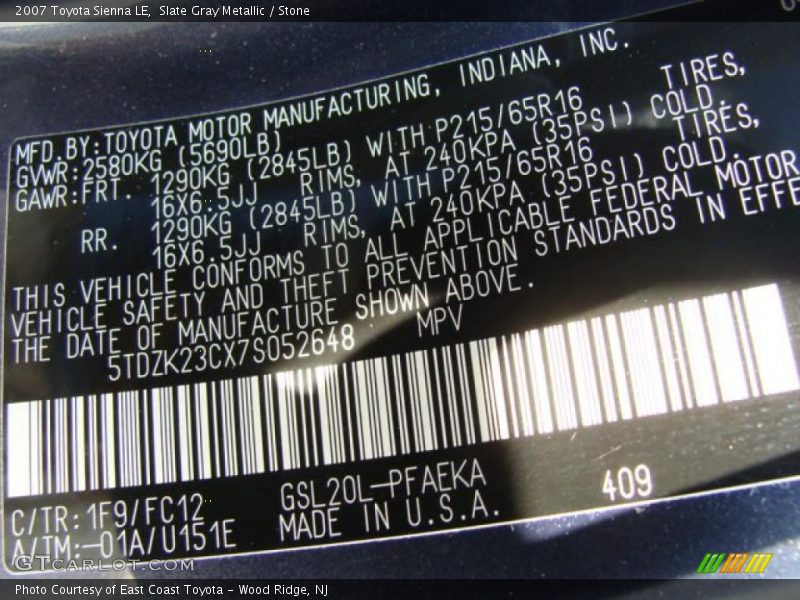 2007 Toyota Sienna LE, Slate Gray Metallic / Stone
MFD.BY:TOYOTA MOTOR MANUFACTURING, INDIANA, INC.
GVWR:2580KG (5690LB)
GAWR:FRT. 1290KG (2845LB) WITH P215/65R16 TIRES,
16X6.5JJ RIMS, AT 240KPA (35PSI) COLD.
RR. 1290KG (2845LB) WITH P215/65R16 TIRES,
16X6.5JJ RIMS, AT 240KPA (35PSI) COLD.
THIS VEHICLE CONFORMS TO ALL APPLICABLE FEDERAL MOTOR
VEHICLE SAFETY AND THEFT PREVENTION STANDARDS IN EFFE
THE DATE OF MANUFACTURE SHOWN ABOVE.
5TDZK23CX7S052648 MPV
C/TR:1F9/FC12 GSL20L-PFAEKA 409
A/TM:-01A/U151E MADE IN U.S.A.
GTCARLOT.COM
Photo Courtesy of East Coast Toyota - Wood Ridge, NJ